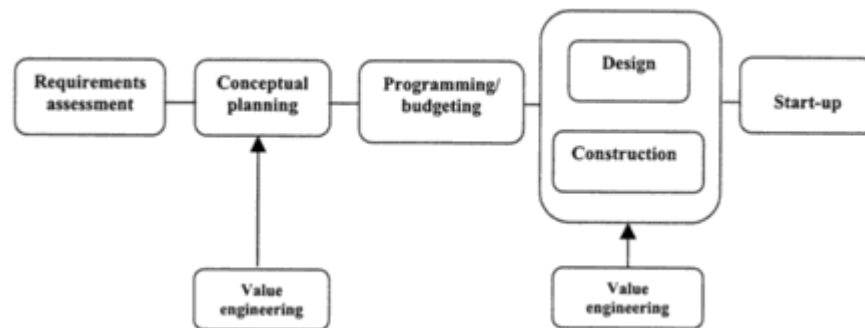 Requirements
assessment
Conceptual
planning
Programming/
budgeting
Design
Construction
Start-up
Value
engineering
Value
engineering